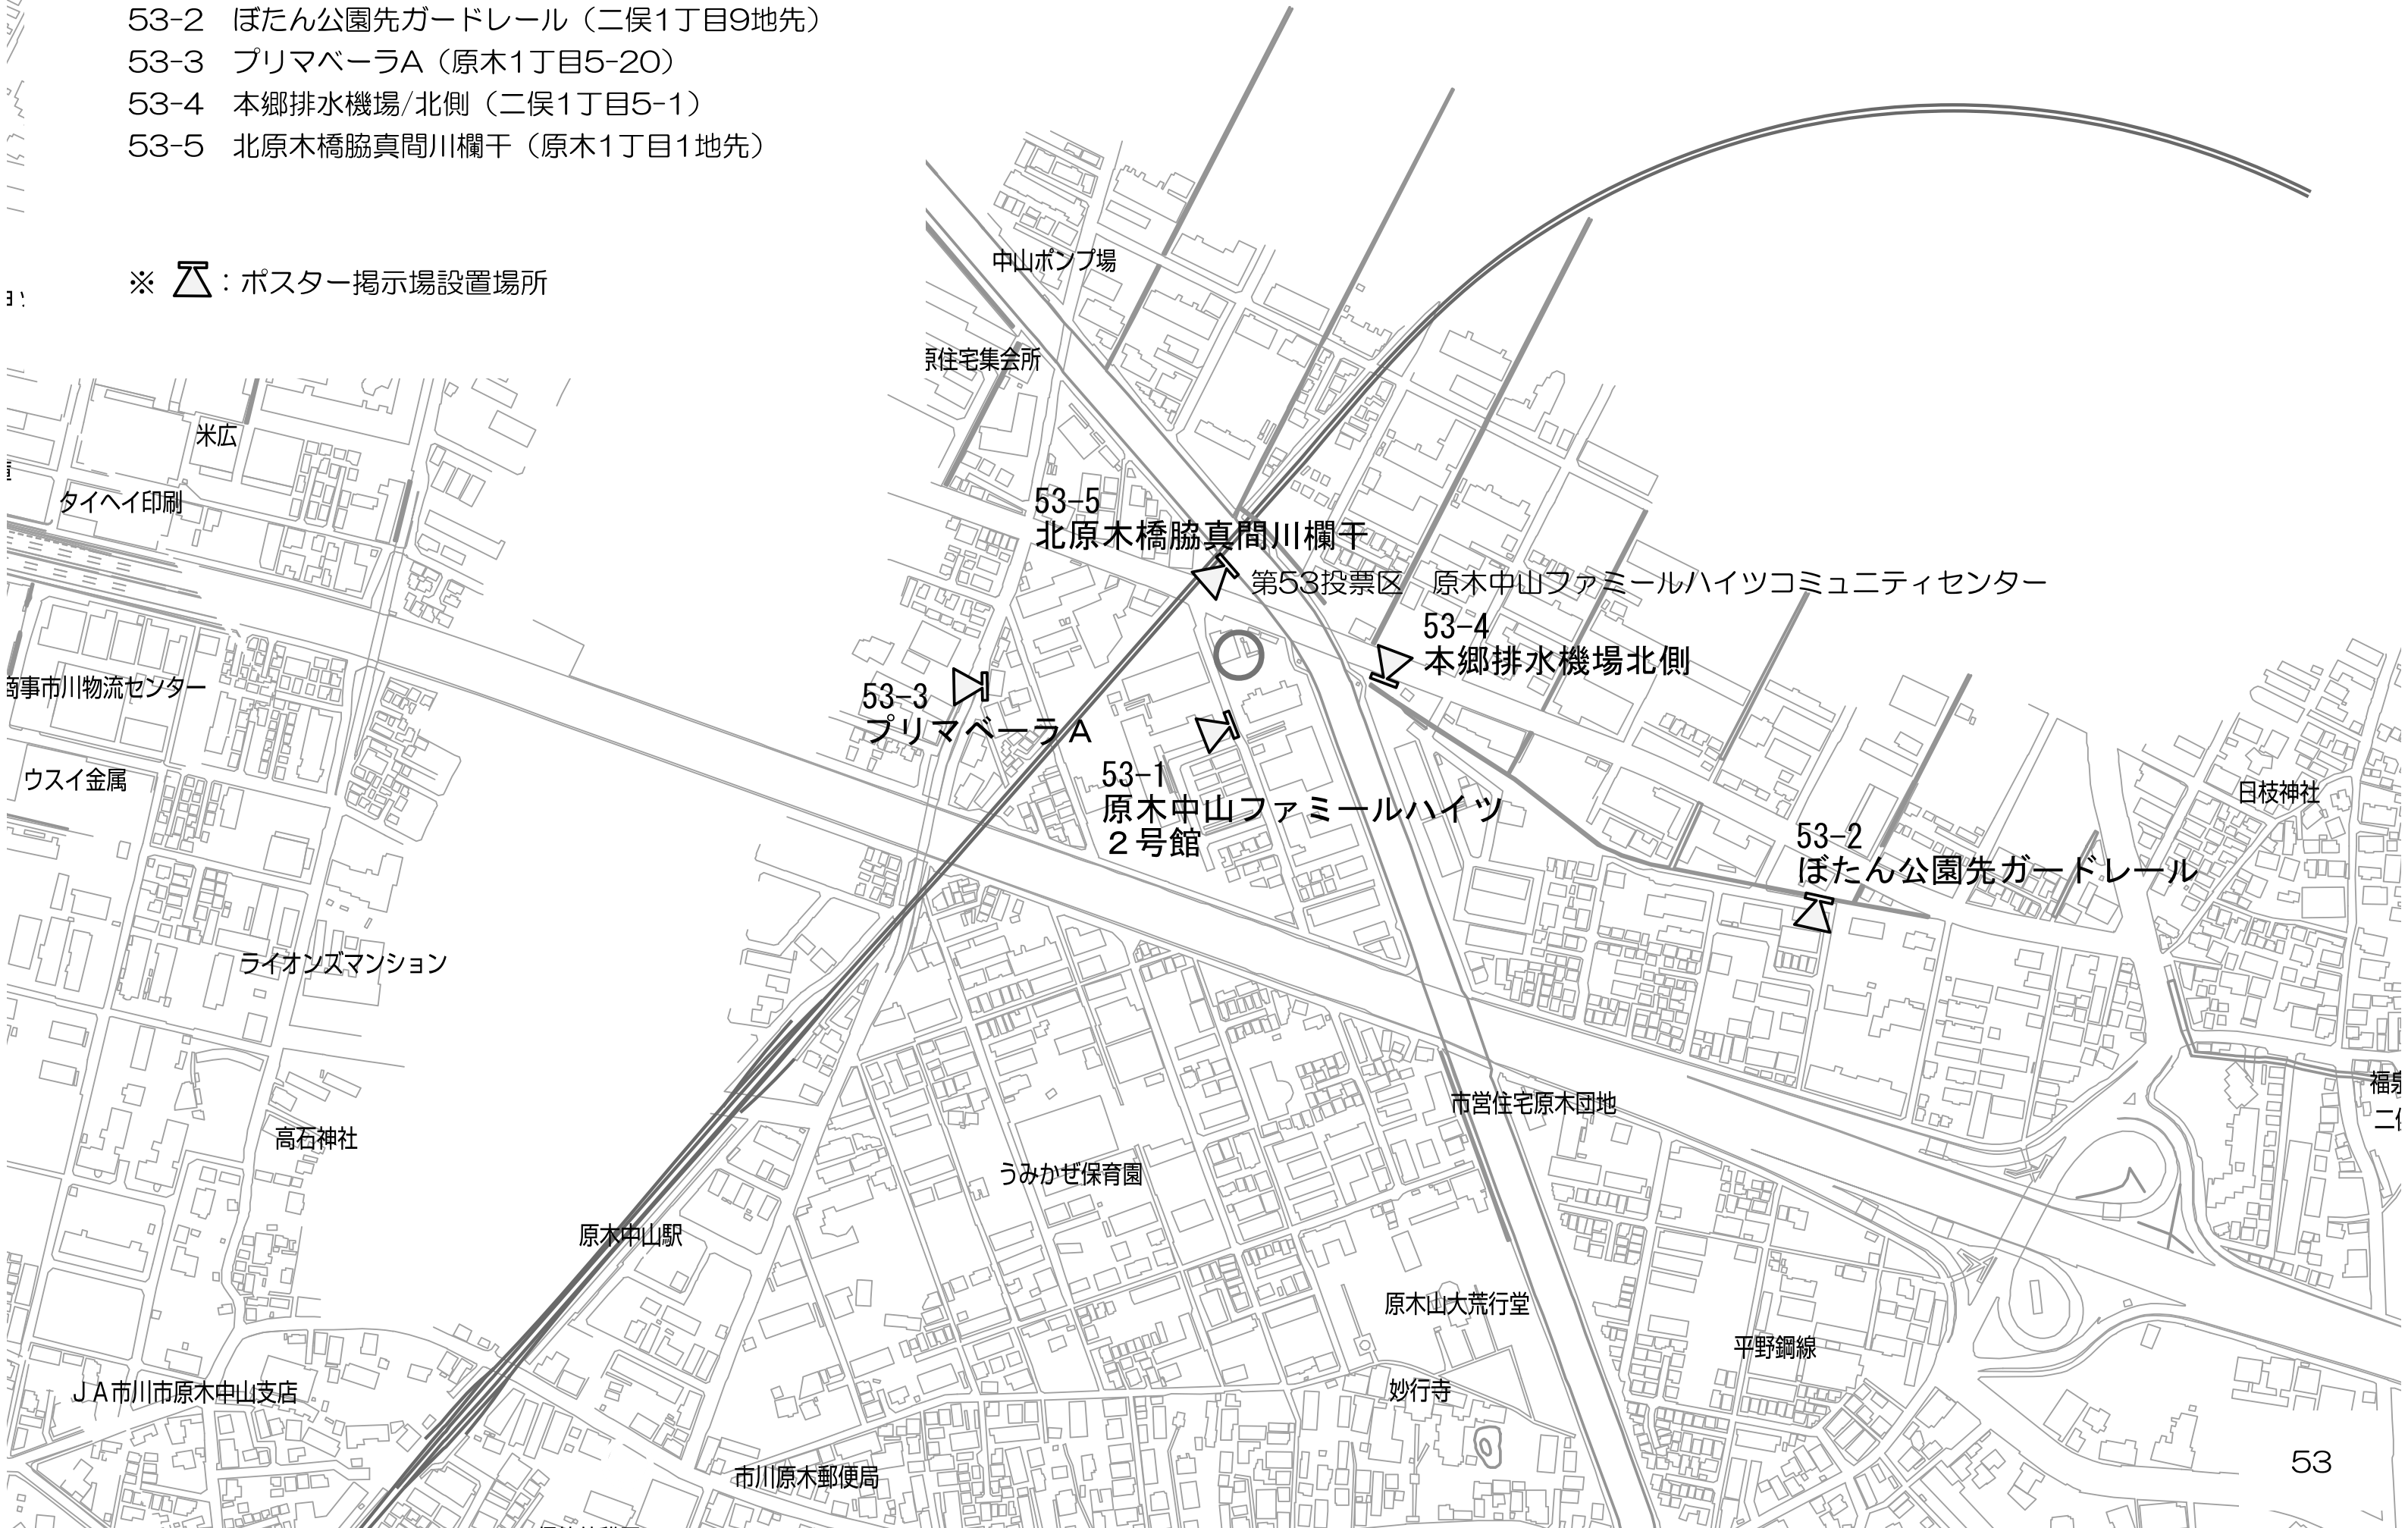 53-2　ぼたん公園先ガードレール（二俣1丁目9地先）
53-3　プリマベーラA（原木1丁目5-20）
53-4　本郷排水機場/北側（二俣1丁目5-1）
53-5　北原木橋脇真間川欄干（原木1丁目1地先）
※　：ポスター掲示場設置場所
中山ポンプ場
原住宅集会所
米広
タイヘイ印刷
53-5
北原木橋脇真間川欄干
第53投票区　原木中山ファミールハイツコミュニティセンター
53-4
本郷排水機場北側
商事市川物流センター
53-3
プリマベーラA
ウスイ金属
53-1
原木中山ファミールハイツ
２号館
日枝神社
53-2
ぼたん公園先ガードレール
ライオンズマンション
市営住宅原木団地
高石神社
うみかぜ保育園
原木中山駅
原木山大荒行堂
平野鋼線
ＪＡ市川市原木中山支店
妙行寺
市川原木郵便局
53